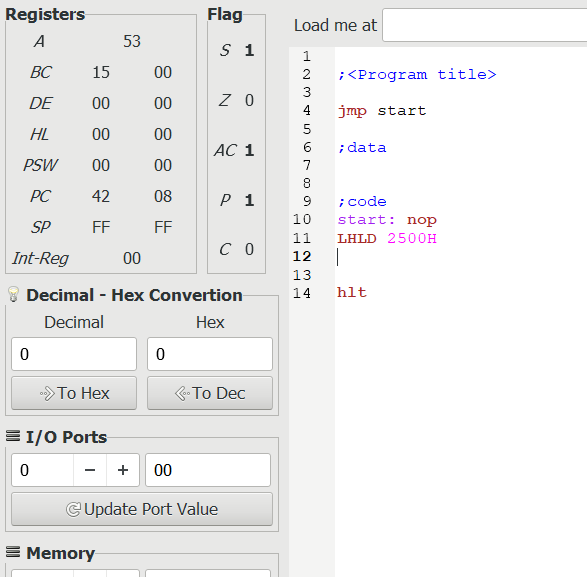 Registers
A 53
BC 15 00
DE 00 00
HL 00 00
PSW 00 00
PC 42 08
SP FF FF
Int-Reg 00
Flag
S 1
Z 0
AC 1
P 1
C 0
Decimal - Hex Convertion
Decimal Hex
0 0
To Hex To Dec
I/O Ports
0 − + 00
Update Port Value
Memory
Load me at
1
2 ;<Program title>
3
4 jmp start
5
6 ;data
7
8
9 ;code
10 start: nop
11 LHLD 2500H
12
13
14 hlt